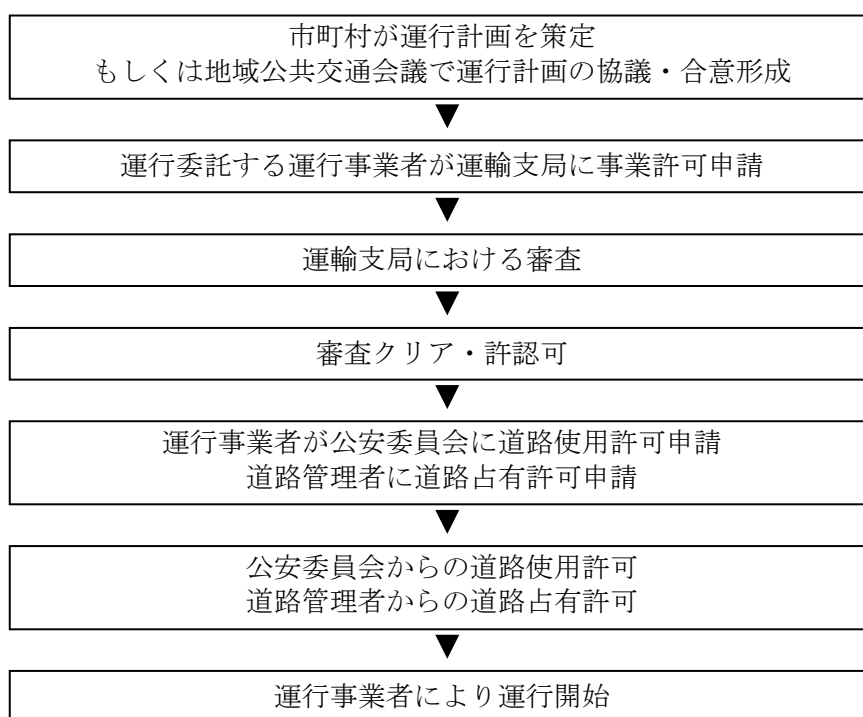 市町村が運行計画を策定
もしくは地域公共交通会議で運行計画の協議・合意形成
▼
運行委託する運行事業者が運輸支局に事業許可申請
▼
運輸支局における審査
▼
審査クリア・許認可
▼
運行事業者が公安委員会に道路使用許可申請
道路管理者に道路占有許可申請
▼
公安委員会からの道路使用許可
道路管理者からの道路占有許可
▼
運行事業者により運行開始